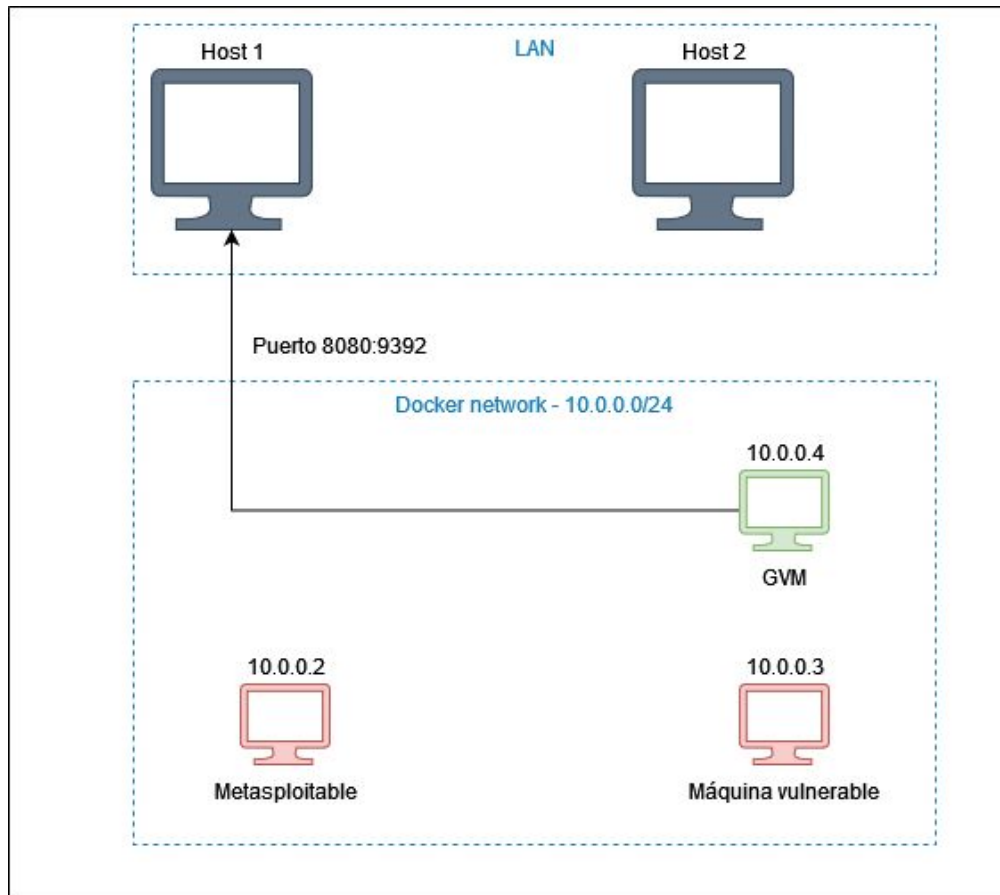 LAN
Host 1
Host 2
Puerto 8080:9392
Docker network - 10.0.0.0/24
10.0.0.4
GVM
10.0.0.2
10.0.0.3
Metasploitable
Máquina vulnerable